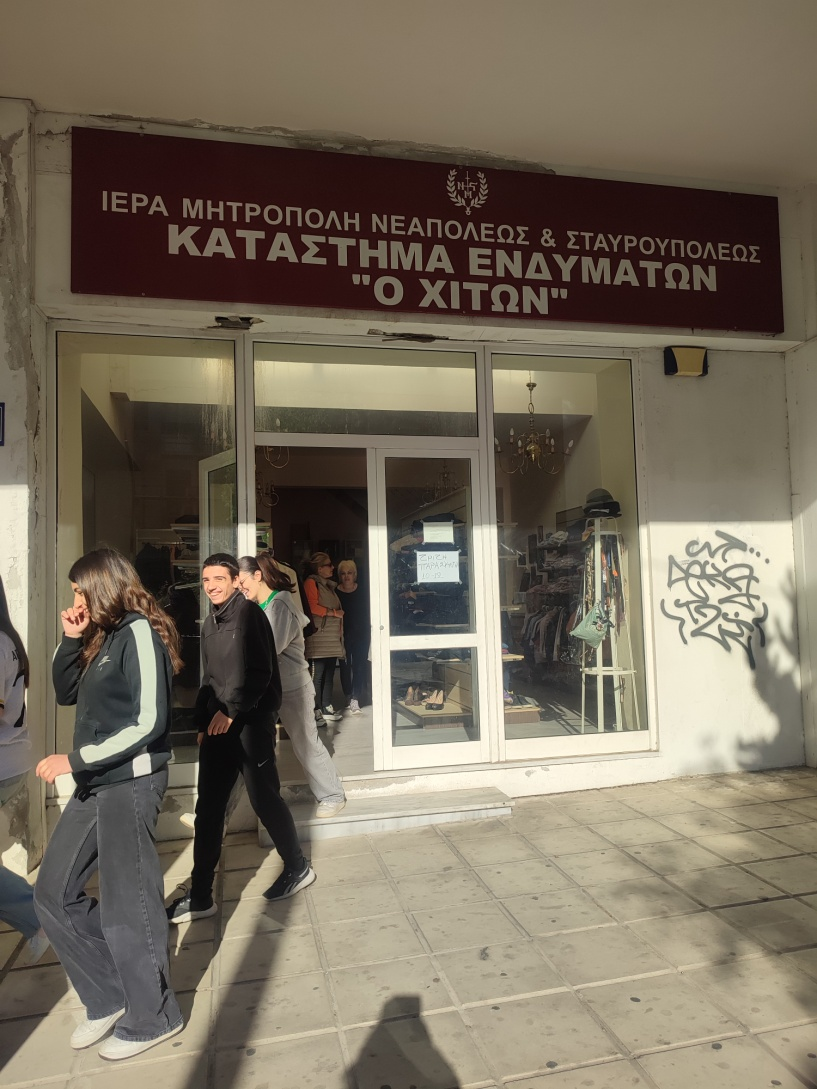 ΙΕΡΑ ΜΗΤΡΟΠΟΛΗ ΝΕΑΠΟΛΕΩΣ & ΣΤΑΥΡΟΥΠΟΛΕΩΣ
ΚΑΤΑΣΤΗΜΑ ΕΝΔΥΜΑΤΩΝ
"Ο ΧΙΤΩΝ"